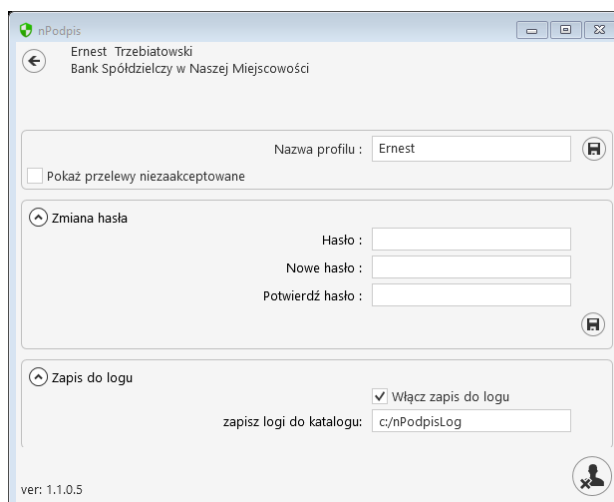 nPodpis
Ernest Trzebiatowski
Bank Spółdzielczy w Naszej Miejscowości
Nazwa profilu : Ernest
Pokaż przelewy niezaakceptowane
Zmiana hasła
Hasło :
Nowe hasło :
Potwierdź hasło :
Zapis do logu
Włącz zapis do logu
zapisz logi do katalogu: c:/nPodpisLog
ver: 1.1.0.5